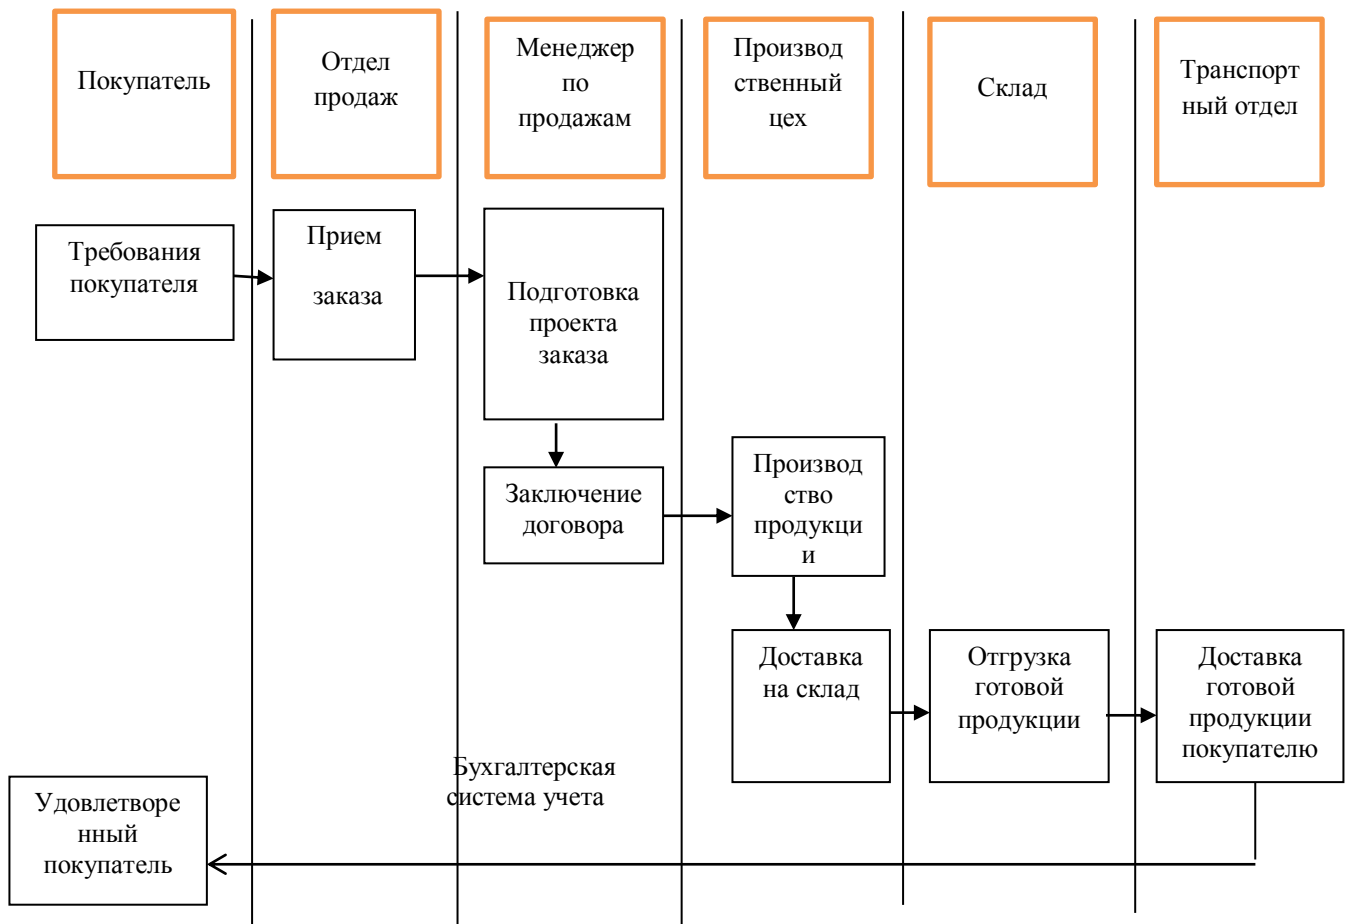 Покупатель
Отдел
продаж
Менеджер
по
продажам
Производ
ственный
цех
Склад
Транспорт
ный отдел
Требования
покупателя
Прием
заказа
Подготовка
проекта
заказа
Заключение
договора
Производ
ство
продукци
и
Доставка
на склад
Отгрузка
готовой
продукции
Доставка
готовой
продукции
покупателю
Бухгалтерская
система учета
Удовлетворе
нный
покупатель